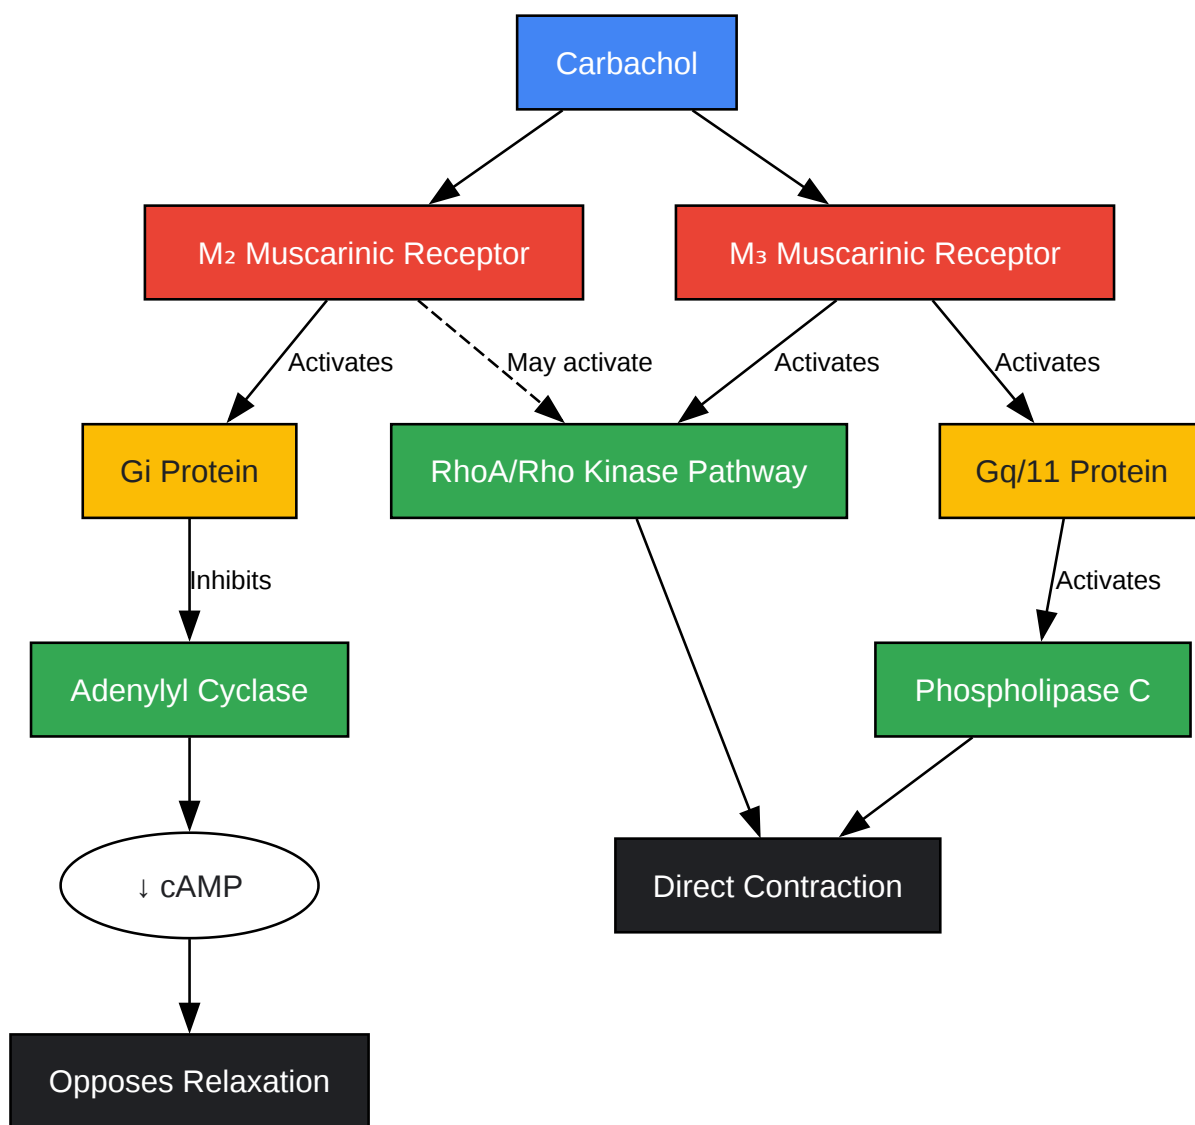 Carbachol
M₂ Muscarinic Receptor
M₃ Muscarinic Receptor
Activates
May activate
Activates
Activates
Gi Protein
RhoA/Rho Kinase Pathway
Gq/11 Protein
Inhibits
Activates
Adenylyl Cyclase
Phospholipase C
↓ cAMP
Direct Contraction
Opposes Relaxation